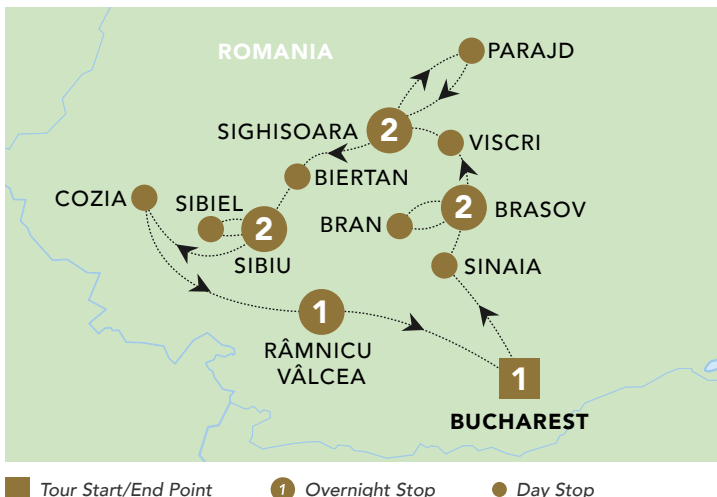 ROMANIA
PARAJD
SIGHISOARA
2
VISCRI
BIERTAN
COZIA
SIBIEL
2
SIBIU
BRAN
2
BRASOV
SINAIA
1
RÂMNICU
VÂLCEA
1
BUCHAREST
Tour Start/End Point
1 Overnight Stop
Day Stop